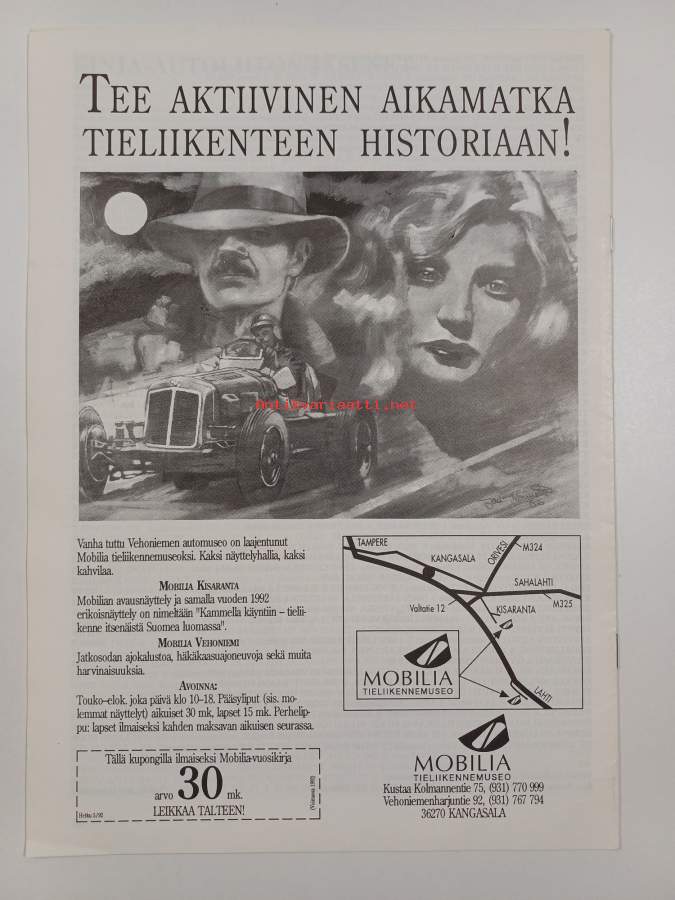 TEE AKTIIVINEN AIKAMATKA
TIELIIKENTEEN HISTORIAAN!
Antikvariaatti.net
Vanha tuttu Vehoniemen automuseo on laajentunut
Mobilia tieliikennemuseoksi. Kaksi näyttelyhallia, kaksi
kahvilaa.
MOBILIA KISARANTA
Mobilian avausnäyttely ja samalla vuoden 1992
erikoisnäyttely on nimeltään "Kammella käyntiin – tielii-
kenne itsenäistä Suomea luomassa".
MOBILIA VEHONIEMI
Jatkosodan ajokalustoa, häkäkaasuajoneuvoja sekä muita
harvinaisuuksia.
AVOINNA:
Touko–elok. joka päivä klo 10–18. Pääsyliput (sis. mo-
lemmat näyttelyt) aikuiset 30 mk, lapset 15 mk. Perhelip-
pu: lapset ilmaiseksi kahden maksavan aikuisen seurassa.
Tällä kupongilla ilmaiseksi Mobilia-vuosikirja
arvo 30 mk.
LEIKKAA TALTEEN!
(Voimassa 1992)
TAMPERE
KANGASALA
ORIVESI
M324
SAHALAHTI
M325
Valtatie 12
KISARANTA
LAHTI
MOBILIA
TIELIIKENNEMUSEO
MOBILIA
TIELIIKENNEMUSEO
Kustaa Kolmannentie 75, (931) 770 999
Vehoniemenharjuntie 92, (931) 767 794
36270 KANGASALA